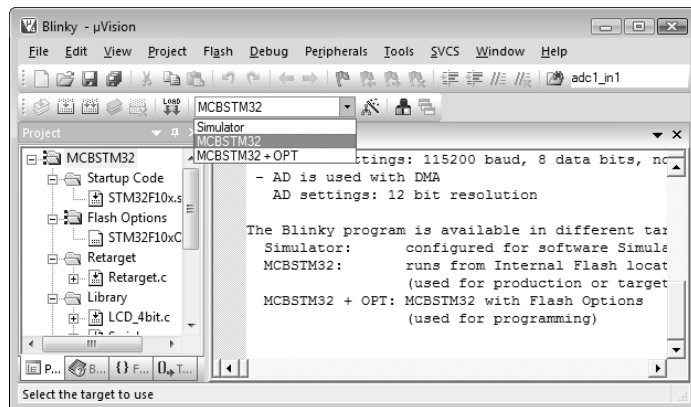 Blinky - µVision
File Edit View Project Flash Debug Peripherals Tools SVCS Window Help
adc1_in1
LOAD
MCBSTM32
Simulator
MCBSTM32
MCBSTM32 + OPT
Project
MCBSTM32
Startup Code
STM32F10x.s
Flash Options
STM32F10xC
Retarget
Retarget.c
Library
LCD_4bit.c
ttings: 115200 baud, 8 data bits, no
- AD is used with DMA
AD settings: 12 bit resolution
The Blinky program is available in different tar
Simulator: configured for software Simula
MCBSTM32: runs from Internal Flash locat
(used for production or target
MCBSTM32 + OPT: MCBSTM32 with Flash Options
(used for programming)
P... B... {} F... 0 T...
Select the target to use